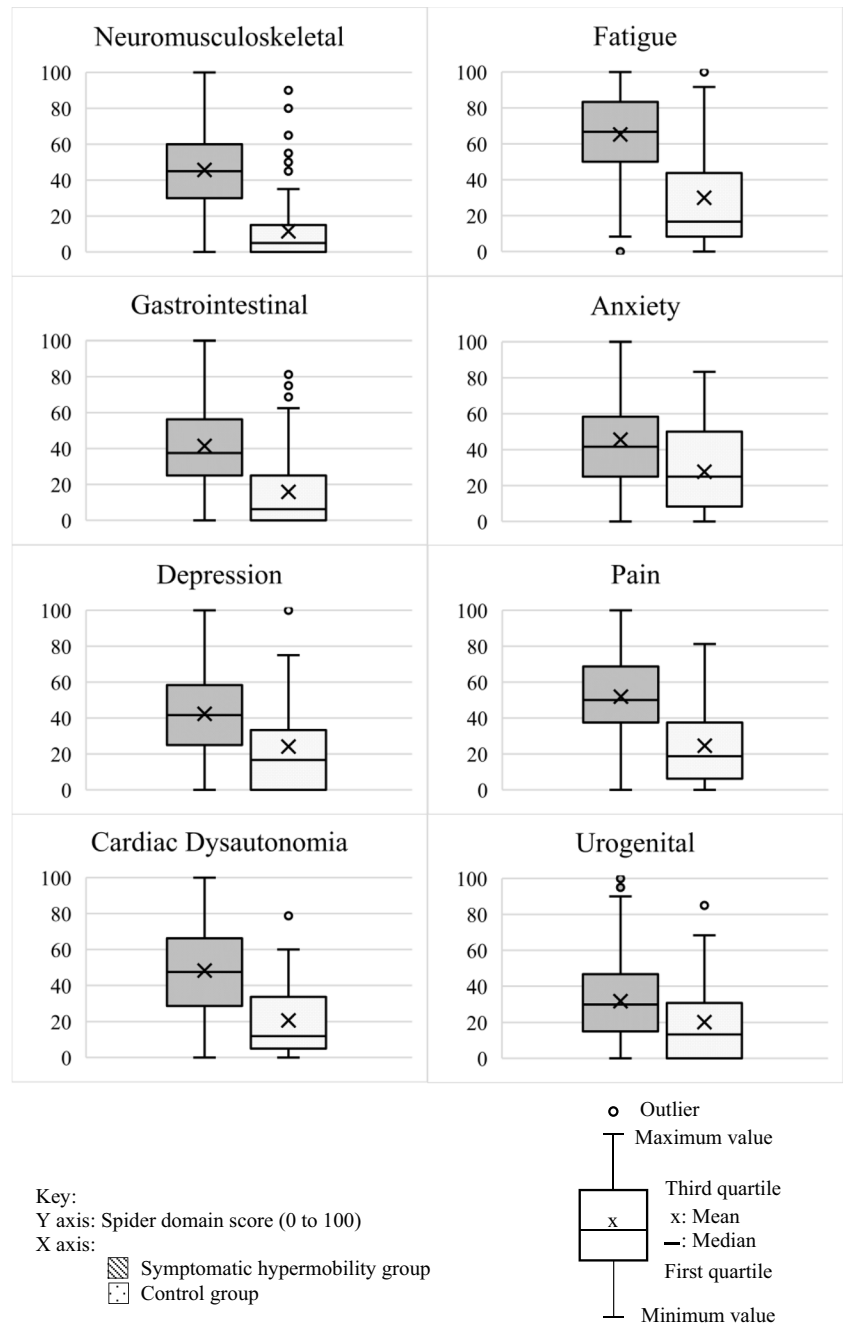 Neuromusculoskeletal
100
80
60
40
20
0
Fatigue
100
80
60
40
20
0
Gastrointestinal
100
80
60
40
20
0
Anxiety
100
80
60
40
20
0
Depression
100
80
60
40
20
0
Pain
100
80
60
40
20
0
Cardiac Dysautonomia
100
80
60
40
20
0
Urogenital
100
80
60
40
20
0
Key:
Y axis: Spider domain score (0 to 100)
X axis:
Symptomatic hypermobility group
Control group
Outlier
Maximum value
Third quartile
x
x: Mean
—: Median
First quartile
Minimum value